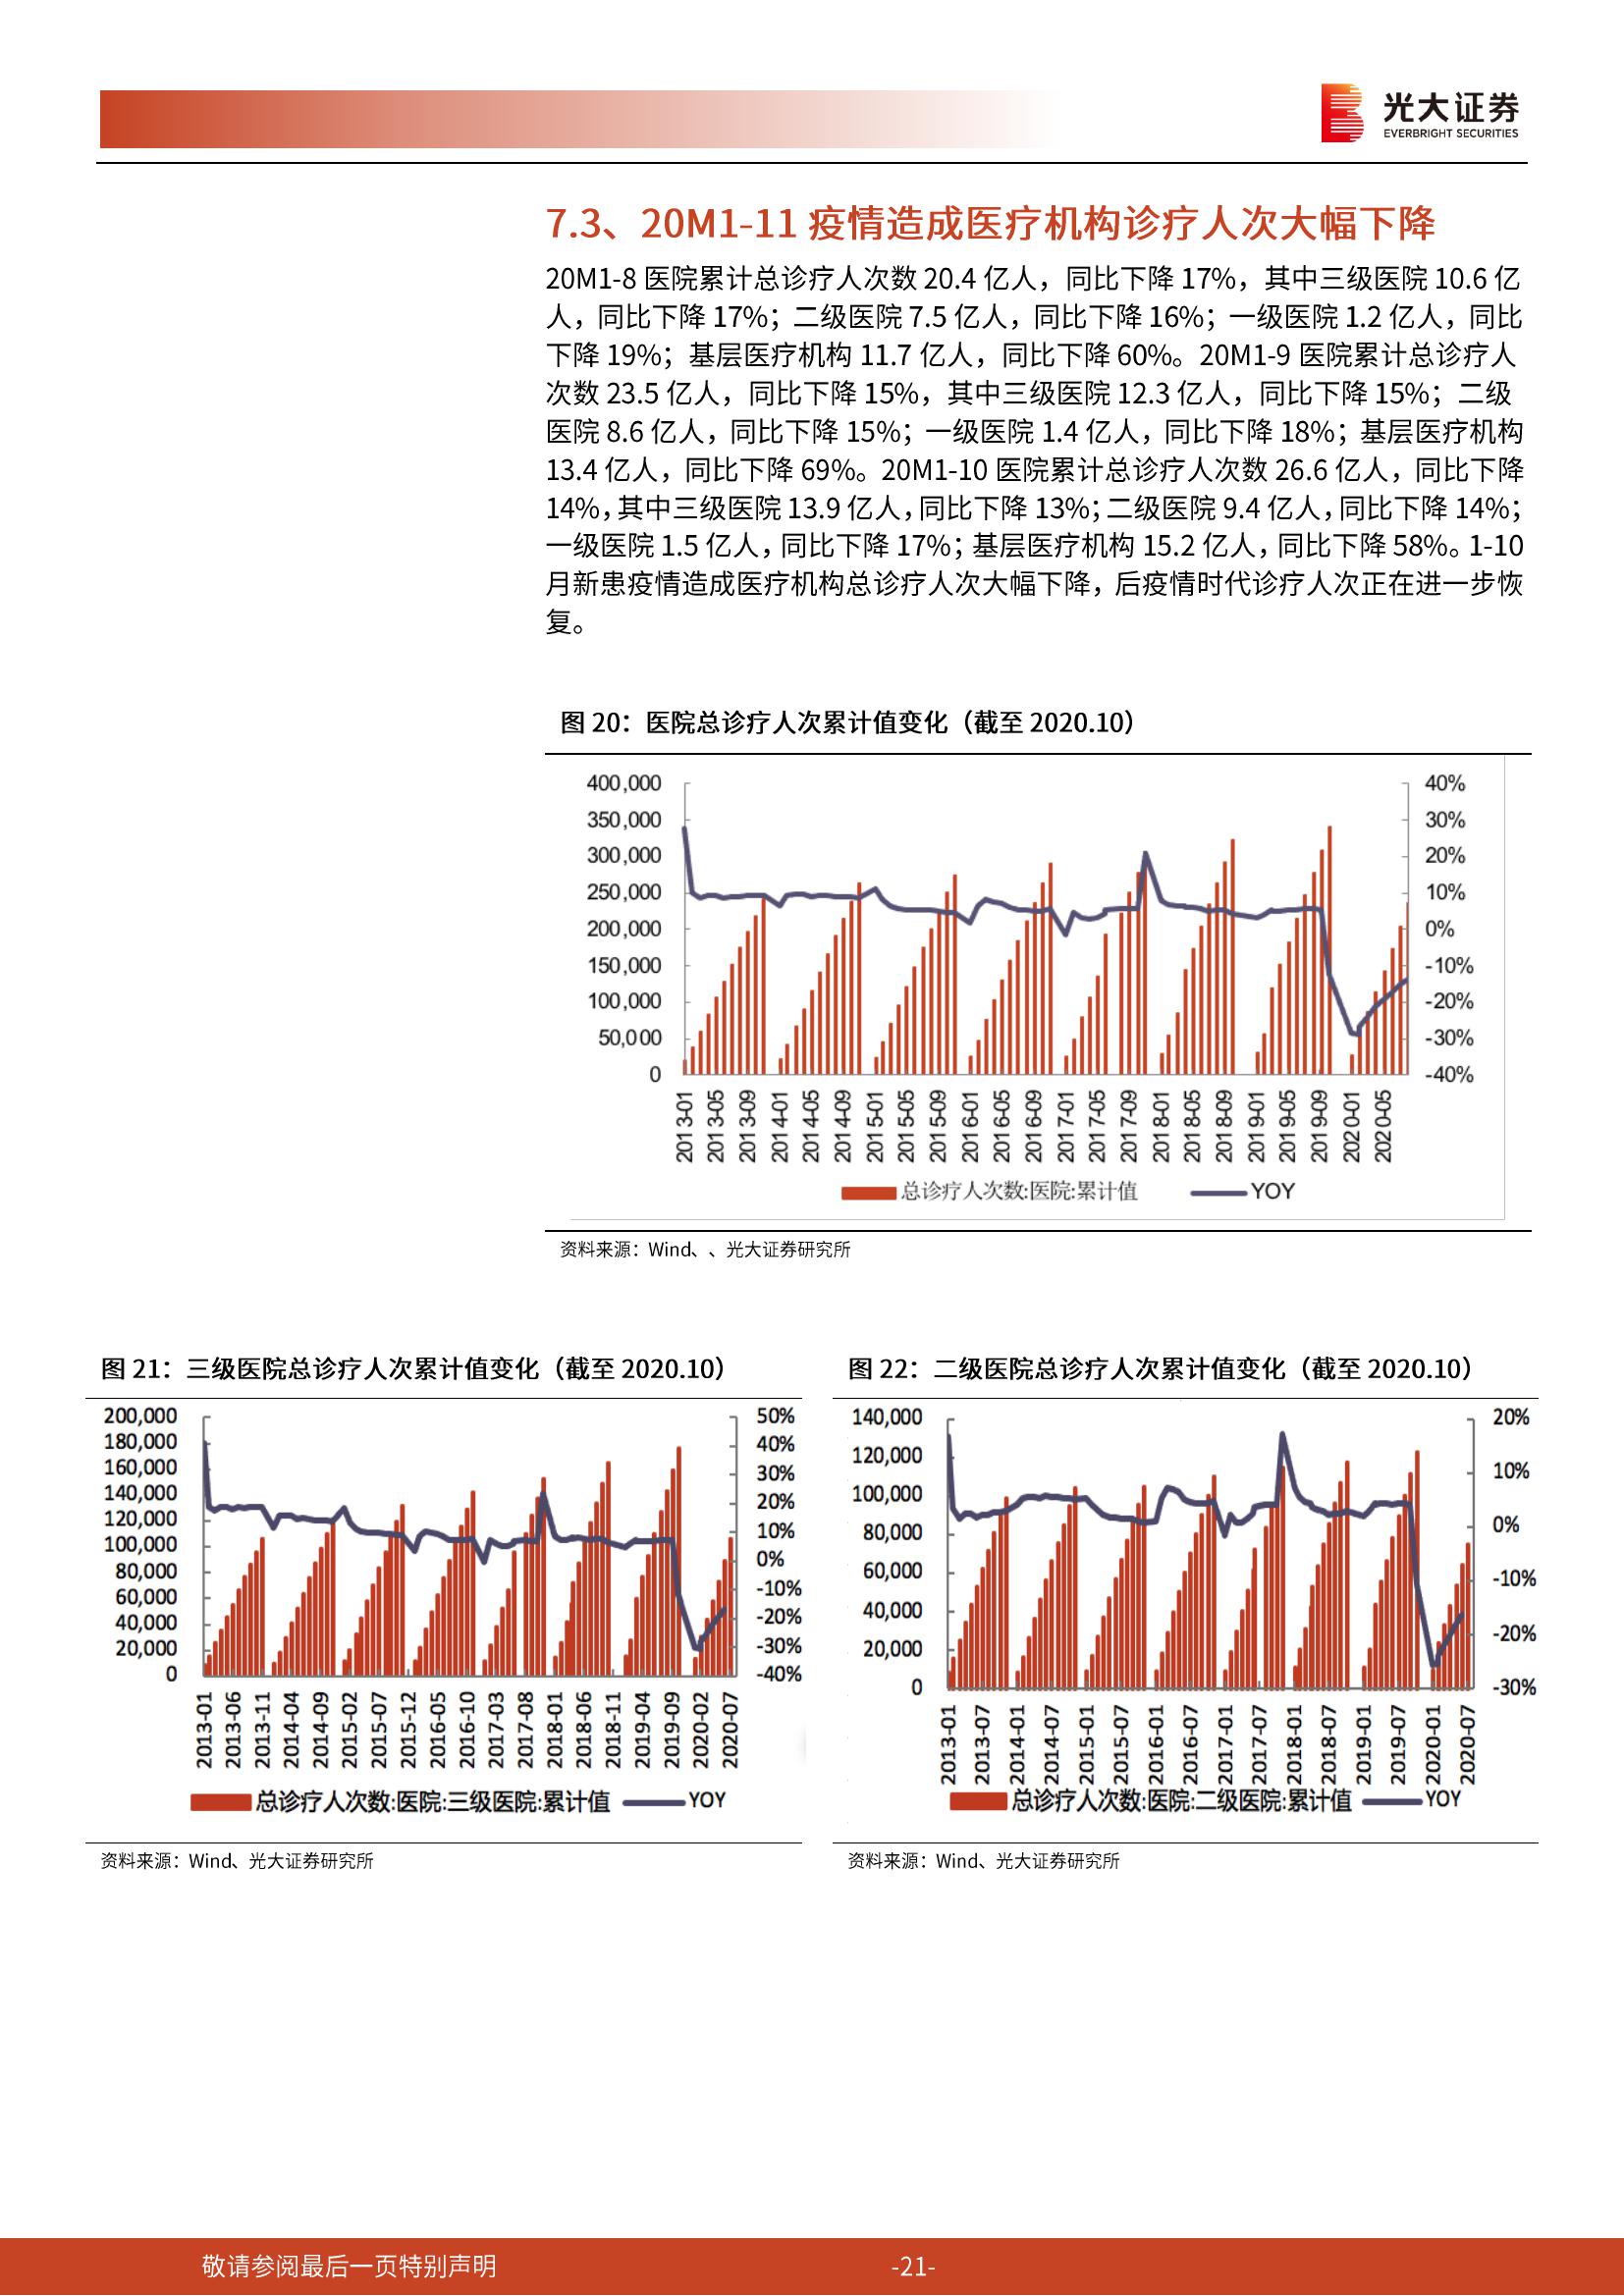 光大证券
EVERBRIGHT SECURITIES
7.3、20M1-11 疫情造成医疗机构诊疗人次大幅下降
20M1-8 医院累计总诊疗人次数 20.4 亿人，同比下降 17%，其中三级医院 10.6 亿
人，同比下降 17%；二级医院 7.5 亿人，同比下降 16%；一级医院 1.2 亿人，同比
下降 19%；基层医疗机构 11.7 亿人，同比下降 60%。20M1-9 医院累计总诊疗人
次数 23.5 亿人，同比下降 15%，其中三级医院 12.3 亿人，同比下降 15%；二级
医院 8.6 亿人，同比下降 15%；一级医院 1.4 亿人，同比下降 18%；基层医疗机构
13.4 亿人，同比下降 69%。20M1-10 医院累计总诊疗人次数 26.6 亿人，同比下降
14%，其中三级医院 13.9 亿人，同比下降 13%；二级医院 9.4 亿人，同比下降 14%；
一级医院 1.5 亿人，同比下降 17%；基层医疗机构 15.2 亿人，同比下降 58%。1-10
月新患疫情造成医疗机构总诊疗人次大幅下降，后疫情时代诊疗人次正在进一步恢
复。
图 20：医院总诊疗人次累计值变化（截至 2020.10）
400,000 40%
350,000 30%
300,000 20%
250,000 10%
200,000 0%
150,000 -10%
100,000 -20%
50,000 -30%
0 -40%
2013-01 2013-05 2013-09 2014-01 2014-05 2014-09 2015-01 2015-05 2015-09 2016-01 2016-05 2016-09 2017-01 2017-05 2017-09 2018-01 2018-05 2018-09 2019-01 2019-05 2019-09 2020-01 2020-05
总诊疗人次数:医院:累计值 YOY
资料来源：Wind、、光大证券研究所
图 21：三级医院总诊疗人次累计值变化（截至 2020.10）
200,000 50%
180,000 40%
160,000 30%
140,000 20%
120,000 10%
100,000 0%
80,000 -10%
60,000 -20%
40,000 -30%
20,000 -40%
0
2013-01 2013-06 2013-11 2014-04 2014-09 2015-02 2015-07 2015-12 2016-05 2016-10 2017-03 2017-08 2018-01 2018-06 2018-11 2019-04 2019-09 2020-02 2020-07
总诊疗人次数:医院:三级医院:累计值 YOY
资料来源：Wind、光大证券研究所
图 22：二级医院总诊疗人次累计值变化（截至 2020.10）
140,000 20%
120,000 10%
100,000 0%
80,000 -10%
60,000 -20%
40,000 -30%
20,000
0
2013-01 2013-07 2014-01 2014-07 2015-01 2015-07 2016-01 2016-07 2017-01 2017-07 2018-01 2018-07 2019-01 2019-07 2020-01 2020-07
总诊疗人次数:医院:二级医院:累计值 YOY
资料来源：Wind、光大证券研究所
敬请参阅最后一页特别声明 -21-